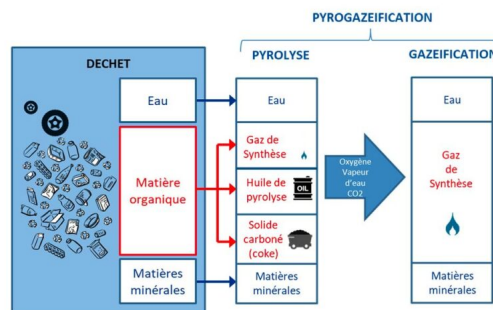 PYROGAZEIFICATION
DECHET
PYROLYSE
GAZEIFICATION
Eau
Eau
Eau
Matière
organique
Gaz de
Synthèse
Huile de
pyrolyse
OIL
Solide
carboné
(coke)
Oxygène
Vapeur
d'eau
CO2
Gaz
de
Synthèse
Matières
minérales
Matières
minérales
Matières
minérales